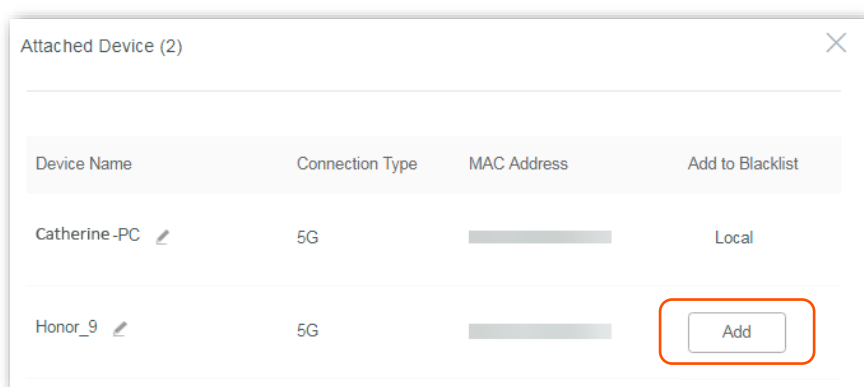 Attached Device (2)
Device Name Connection Type MAC Address Add to Blacklist
Catherine-PC 5G Local
Honor_9 5G Add